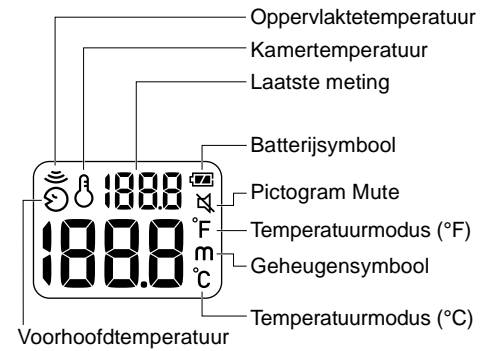 Oppervlaktetemperatuur
Kamertemperatuur
Laatste meting
Batterijsymbool
188.8
Pictogram Mute
°F
Temperatuurmodus (°F)
188.8
m
Geheugensymbool
°C
Temperatuurmodus (°C)
Voorhoofdtemperatuur